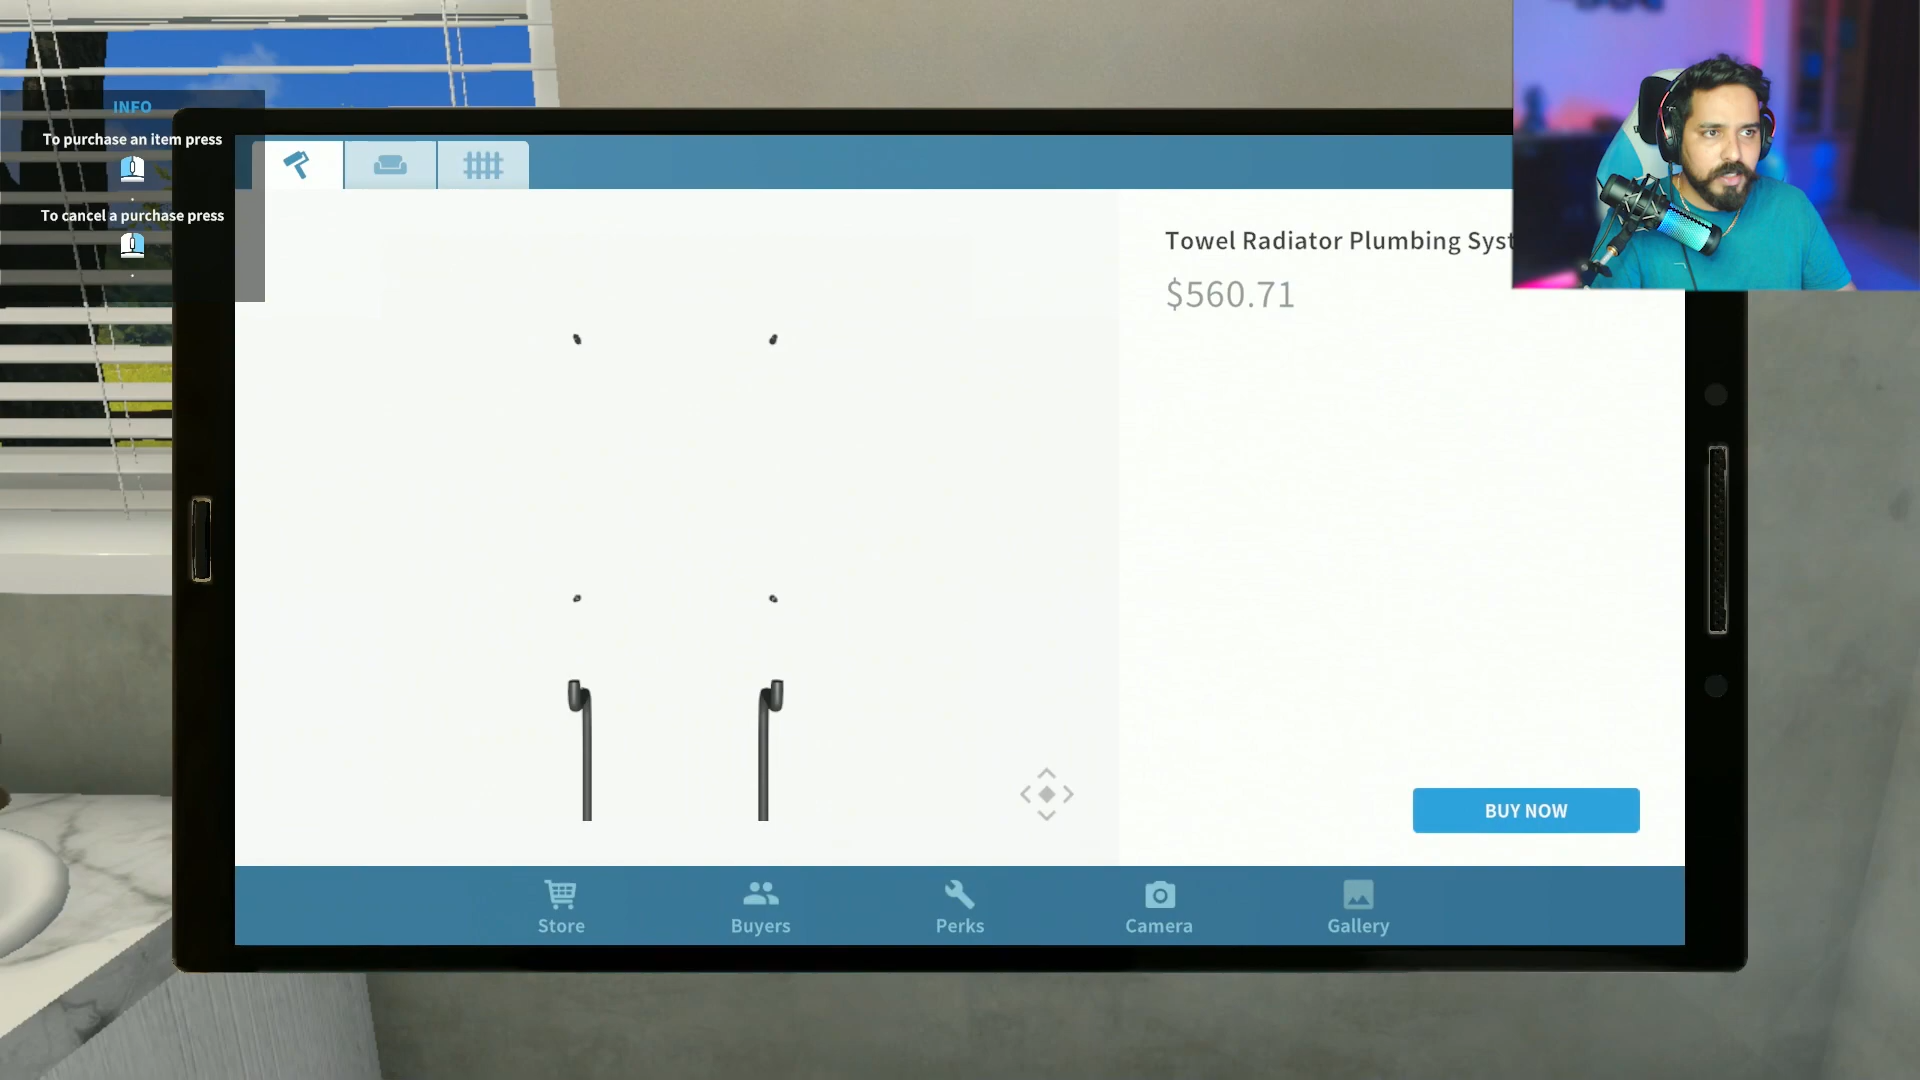 INFO
To purchase an item press
.
To cancel a purchase press
.
Towel Radiator Plumbing
$560.71
BUY NOW
Store
Buyers
Perks
Camera
Gallery